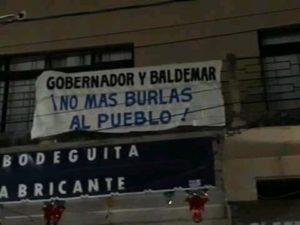 GOBERNADOR Y BALDEMAR
¡NO MAS BURLAS
AL PUEBLO !
BODEGUITA
ABRICANTE